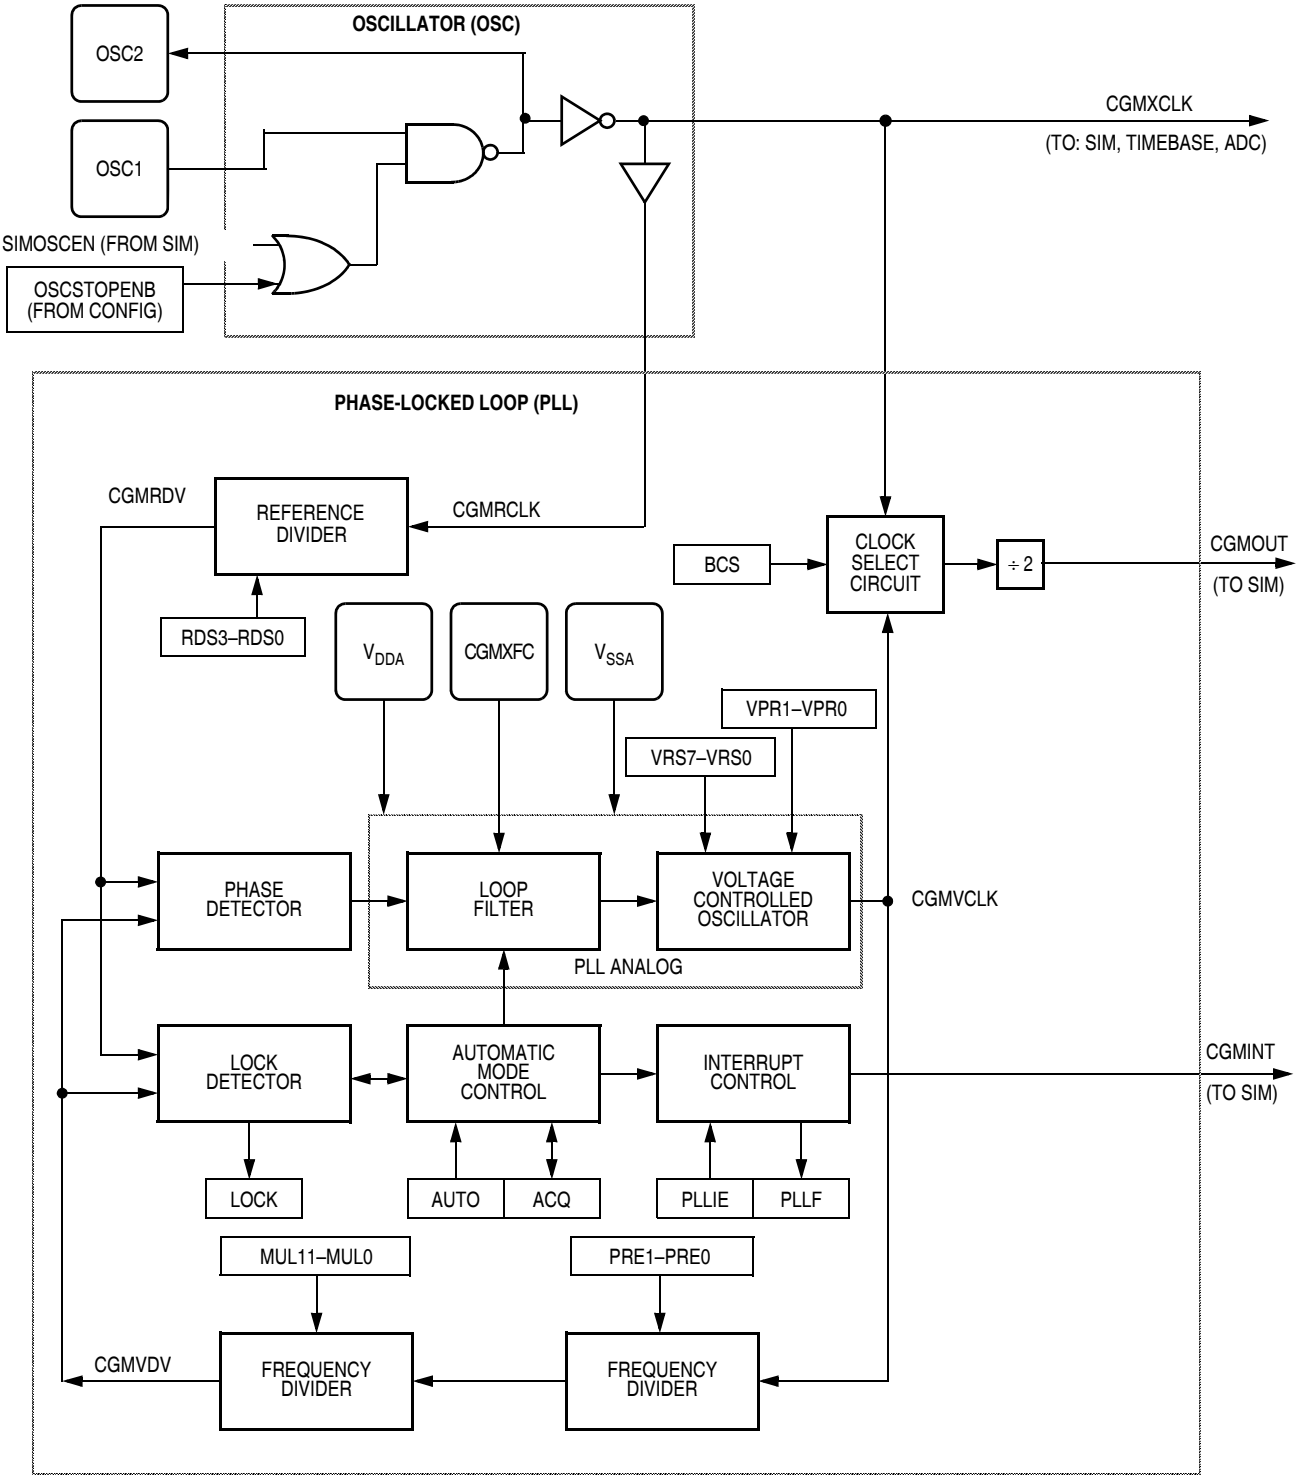 OSCILLATOR (OSC)
OSC2
CGMXCLK
(TO: SIM, TIMEBASE, ADC)
OSC1
SIMOSCEN (FROM SIM)
OSCSTOPENB
(FROM CONFIG)
PHASE-LOCKED LOOP (PLL)
CGMRDV
REFERENCE
DIVIDER
CGMRCLK
CLOCK
SELECT
CIRCUIT
BCS
÷ 2
CGMOUT
(TO SIM)
RDS3–RDS0
VDDA
CGMXFC
VSSA
VPR1–VPR0
VRS7–VRS0
PHASE
DETECTOR
LOOP
FILTER
VOLTAGE
CONTROLLED
OSCILLATOR
CGMVCLK
PLL ANALOG
LOCK
DETECTOR
AUTOMATIC
MODE
CONTROL
INTERRUPT
CONTROL
CGMINT
(TO SIM)
LOCK
AUTO
ACQ
PLLIE
PLLF
MUL11–MUL0
PRE1–PRE0
CGMVDV
FREQUENCY
DIVIDER
FREQUENCY
DIVIDER